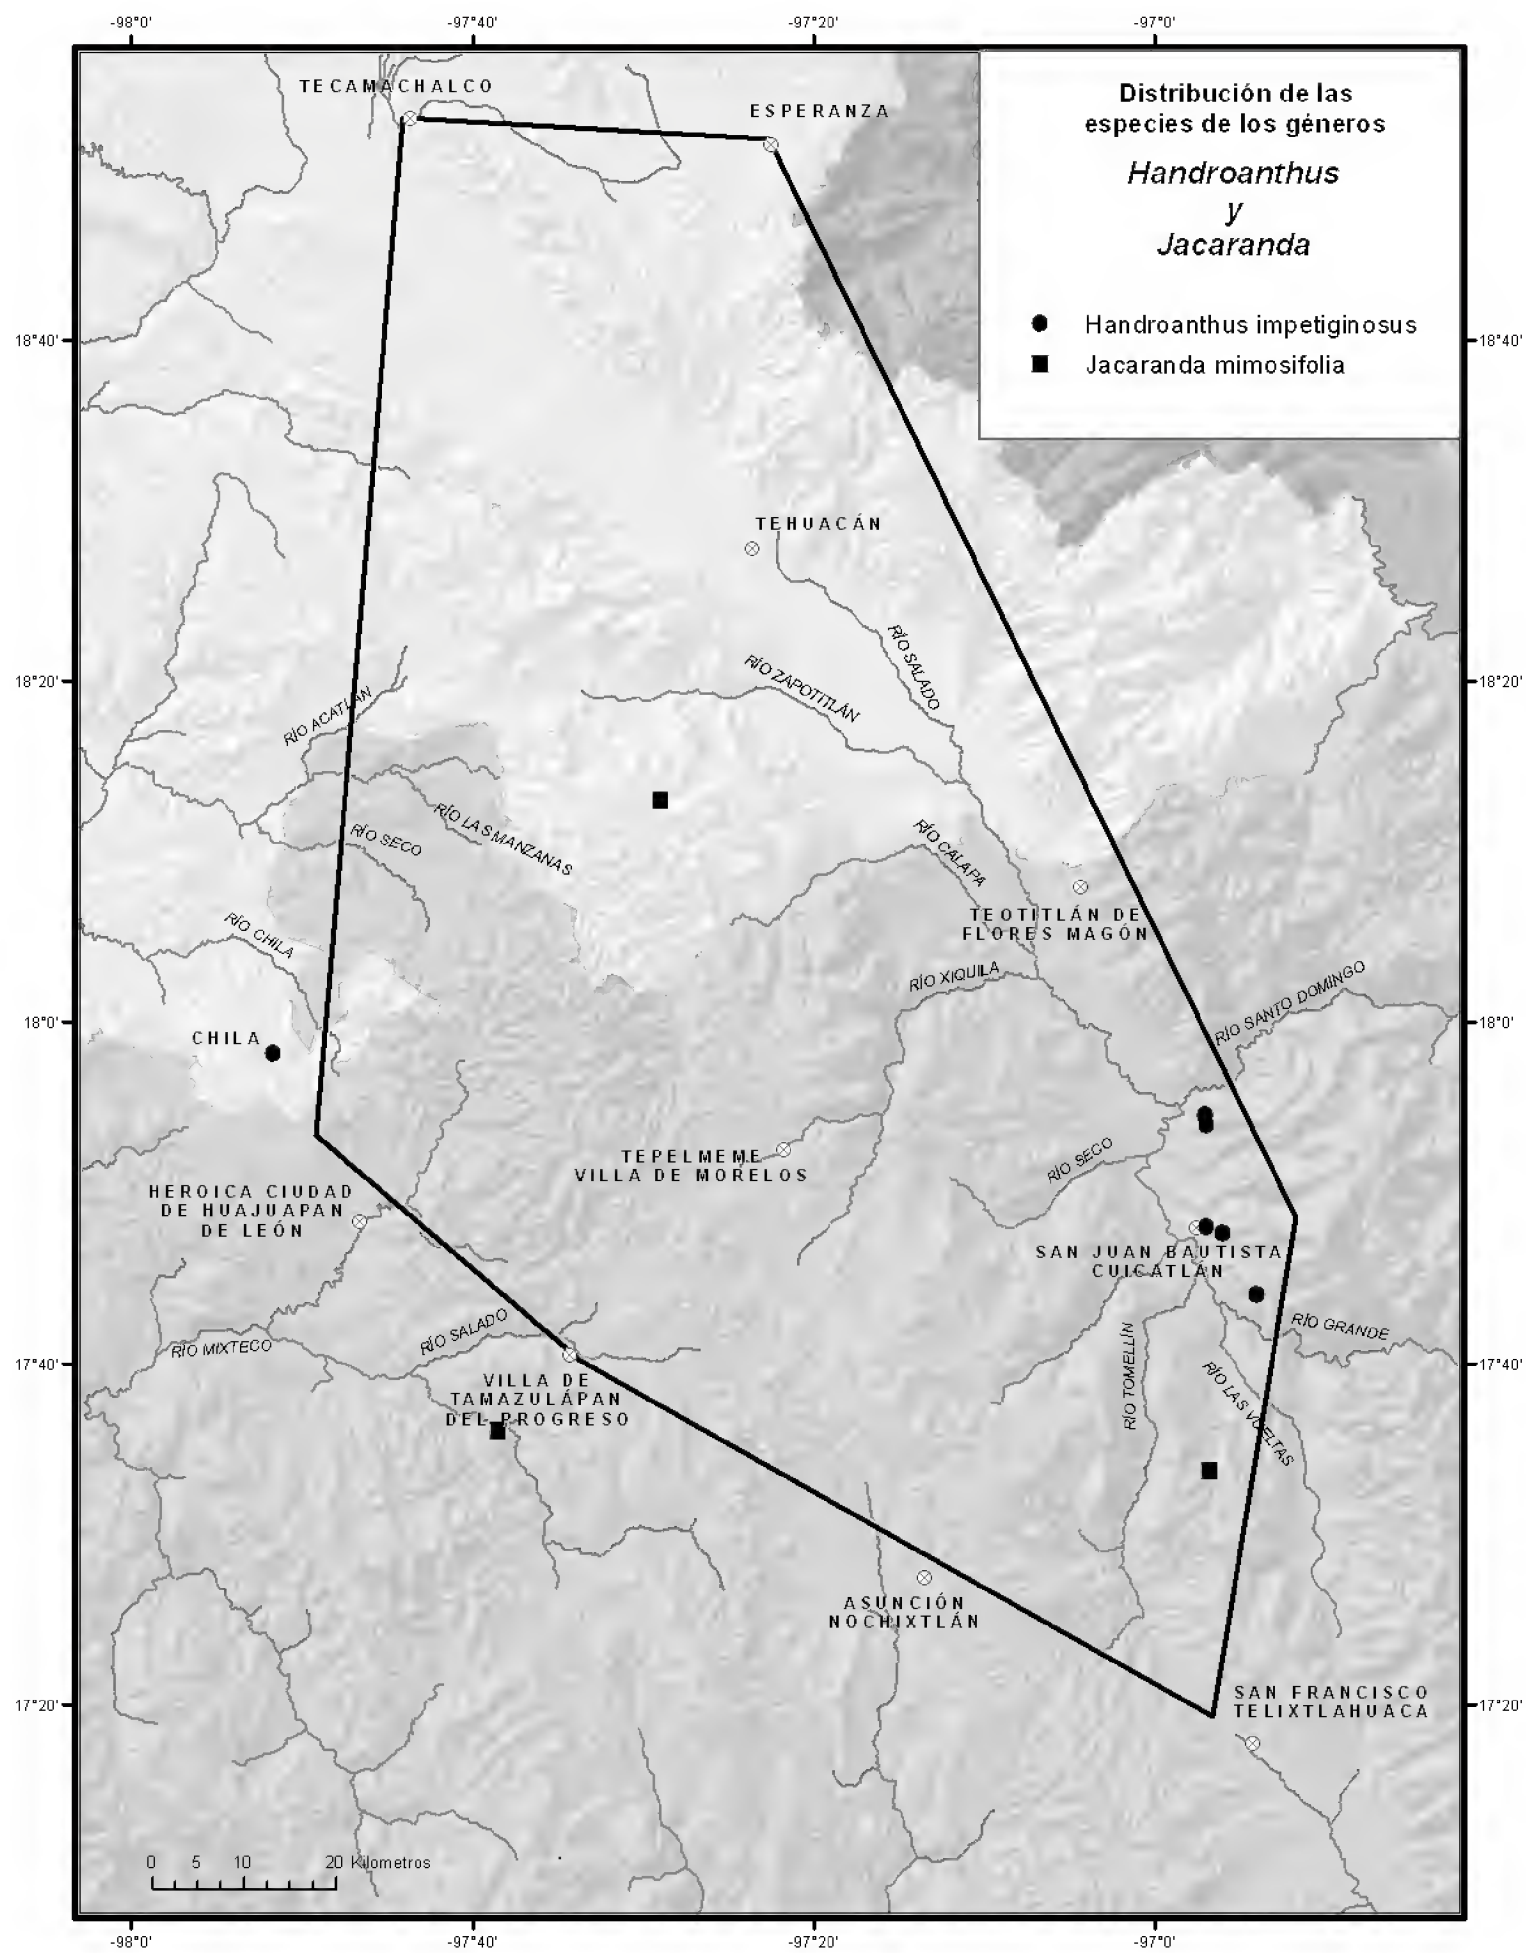 -98°0'
-97°40'
-97°20'
-97°0'
TECAMACHALCO
ESPERANZA
Distribución de las
especies de los géneros
Handroanthus
y
Jacaranda
Handroanthus impetiginosus
Jacaranda mimosifolia
18°40'
18°40'
TEHUACÁN
RÍO SALADO
RÍO ZAPOTITLÁN
18°20'
18°20'
RÍO ACATLAN
RÍO LAS MANZANAS
RÍO SECO
RÍO CALAPA
TEOTITLÁN DE
FLORES MAGÓN
RÍO CHILA
RÍO XIQUILA
RÍO SANTO DOMINGO
18°0'
18°0'
CHILA
TEPELMEME
VILLA DE MORELOS
RÍO SECO
HEROICA CIUDAD
DE HUAJUAPAN
DE LEÓN
SAN JUAN BAUTISTA
CUICATLÁN
RÍO SALADO
RÍO MIXTECO
RÍO GRANDE
RÍO TOMELLÍN
RÍO LAS VUELTAS
17°40'
17°40'
VILLA DE
TAMAZULÁPAN
DEL PROGRESO
ASUNCIÓN
NOCHIXTLÁN
17°20'
17°20'
SAN FRANCISCO
TELIXTLAHUACA
0 5 10 20 Kilometros
-98°0'
-97°40'
-97°20'
-97°0'